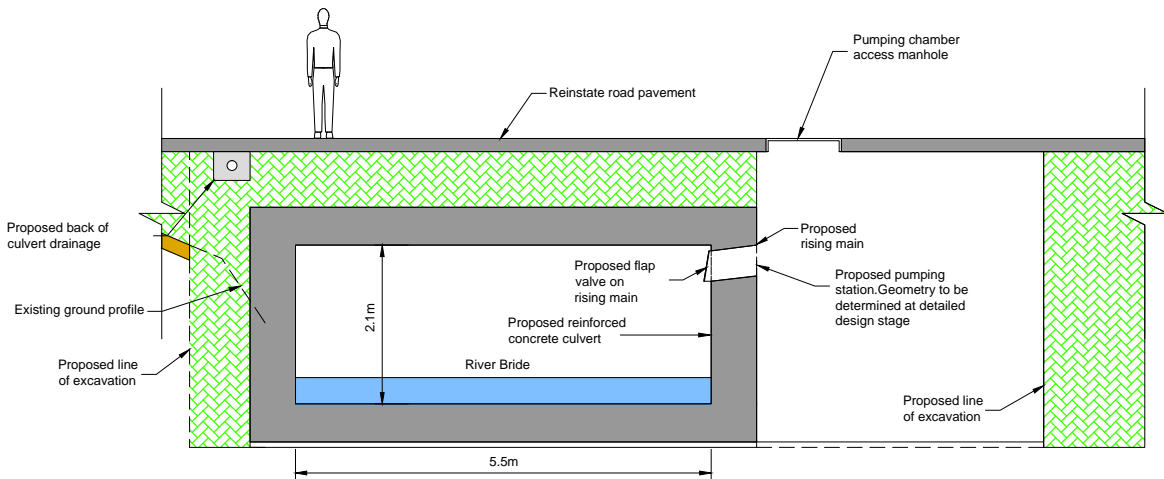 Pumping chamber
access manhole
Reinstate road pavement
Proposed back of
culvert drainage
Proposed
rising main
Proposed flap
valve on
rising main
Proposed pumping
station.Geometry to be
determined at detailed
design stage
Existing ground profile
2.1m
Proposed reinforced
concrete culvert
River Bride
Proposed line
of excavation
Proposed line
of excavation
5.5m